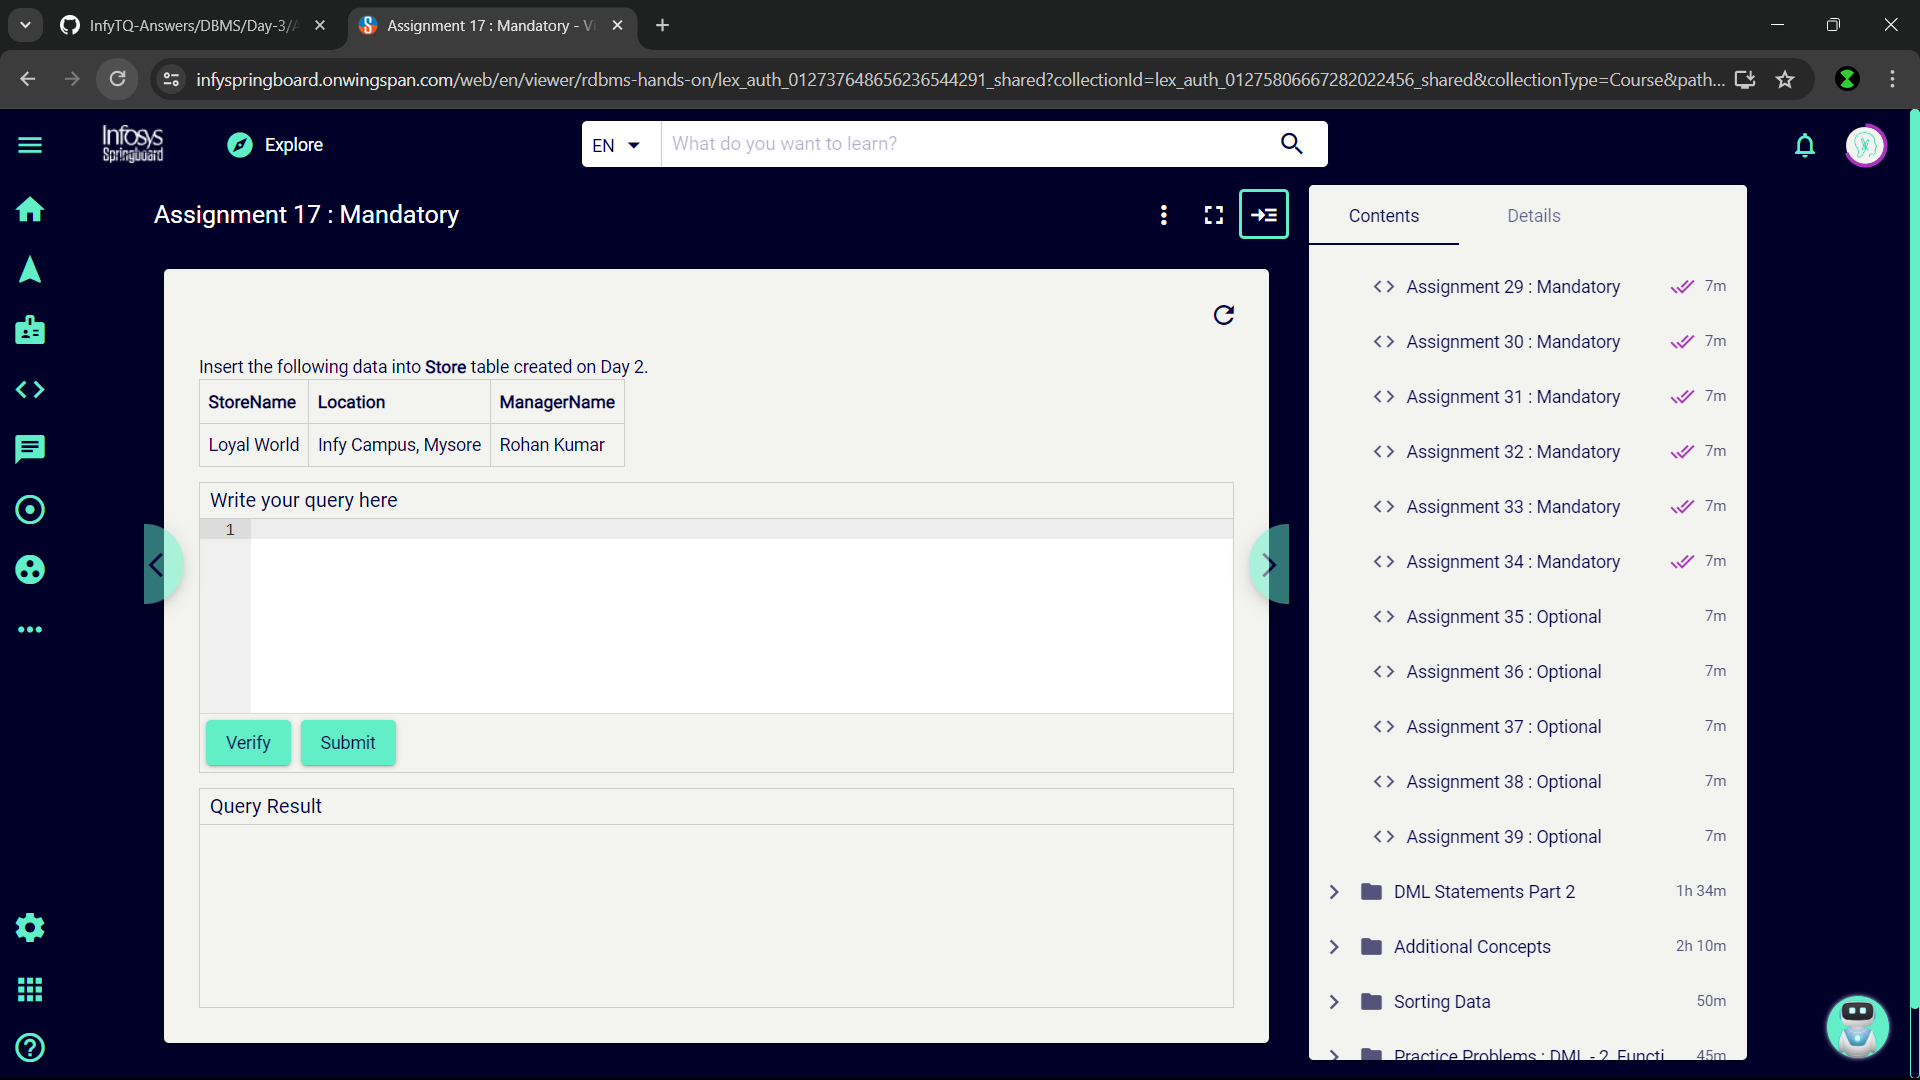 InfyTQ-Answers/DBMS/Day-3/A
Assignment 17 : Mandatory - Vi
infyspringboard.onwingspan.com/web/en/viewer/rdbms-hands-on/lex_auth_012737648656236544291_shared?collectionId=lex_auth_01275806667282022456_shared&collectionType=Course&path...
Infosys
Springboard
Explore
EN
What do you want to learn?
Assignment 17 : Mandatory
Insert the following data into Store table created on Day 2.
StoreName Location ManagerName
Loyal World Infy Campus, Mysore Rohan Kumar
Write your query here
1
Verify Submit
Query Result
Contents Details
Assignment 29 : Mandatory 7m
Assignment 30 : Mandatory 7m
Assignment 31 : Mandatory 7m
Assignment 32 : Mandatory 7m
Assignment 33 : Mandatory 7m
Assignment 34 : Mandatory 7m
Assignment 35 : Optional 7m
Assignment 36 : Optional 7m
Assignment 37 : Optional 7m
Assignment 38 : Optional 7m
Assignment 39 : Optional 7m
DML Statements Part 2 1h 34m
Additional Concepts 2h 10m
Sorting Data 50m
Practice Problems : DML - 2, Functi 45m